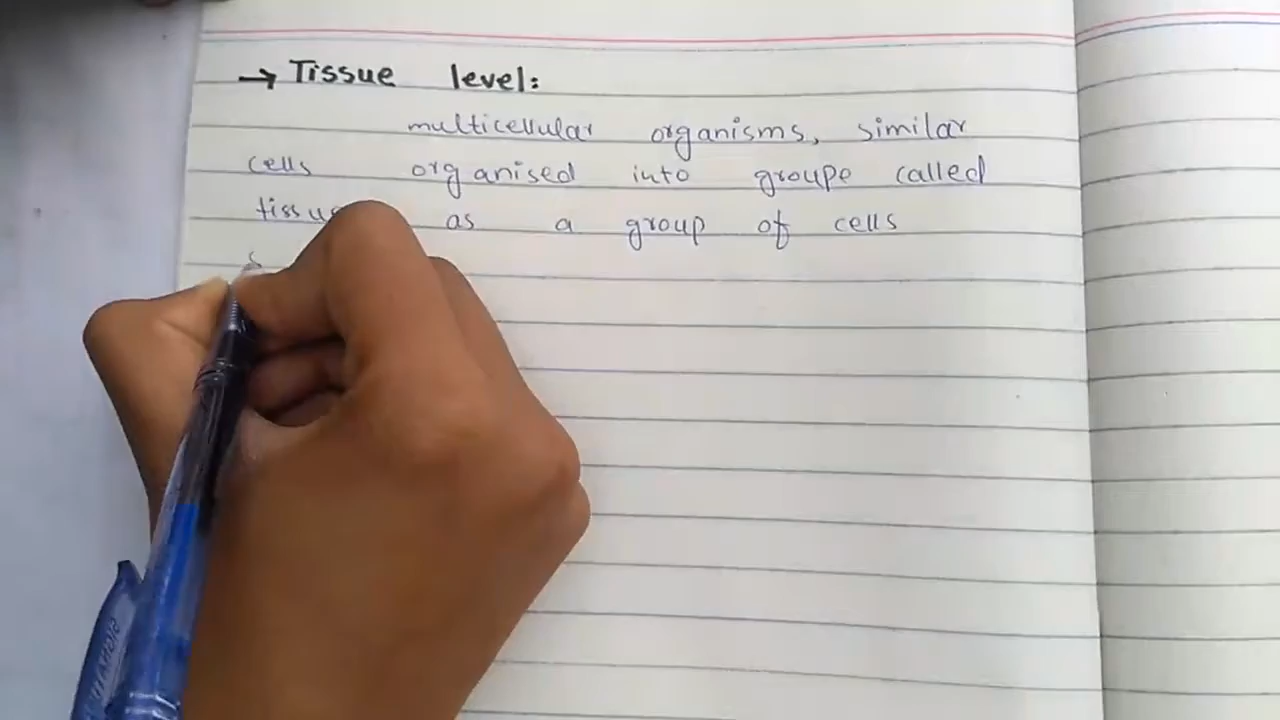 → Tissue level:
multicellular organisms, similar
cells organised into groupe called
as a group of cells